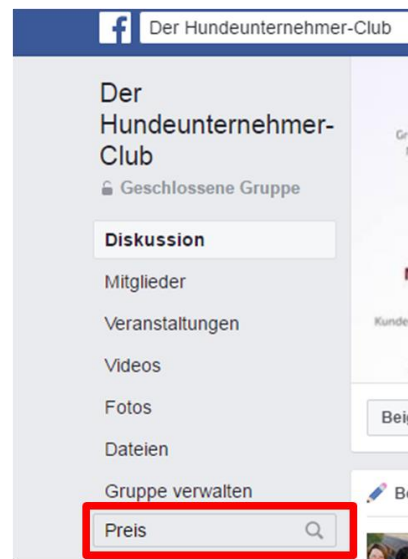 Der Hundeunternehmer-Club
Der
Hundeunternehmer-
Club
Geschlossene Gruppe
Diskussion
Mitglieder
Veranstaltungen
Videos
Fotos
Dateien
Gruppe verwalten
Preis